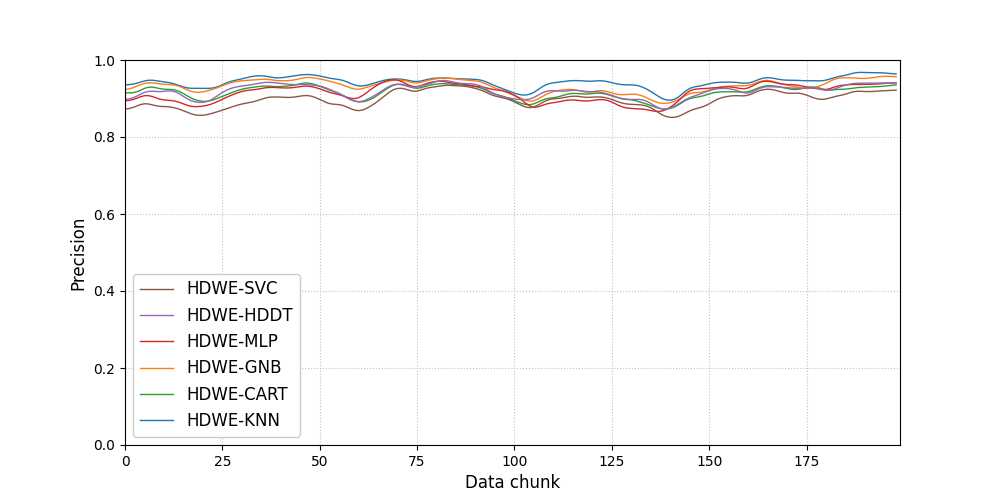 1.0
0.8
0.6
0.4
0.2
0.0
Precision
HDWE-SVC
HDWE-HDDT
HDWE-MLP
HDWE-GNB
HDWE-CART
HDWE-KNN
0 25 50 75 100 125 150 175
Data chunk